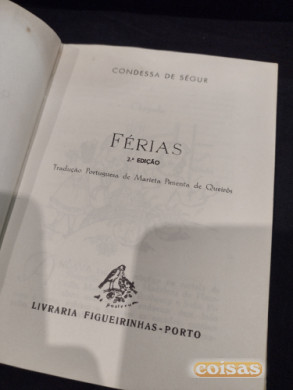 CONDESSA DE SÉGUR
FÉRIAS
3.ª EDIÇÃO
Tradução Portuguesa de Marieta Pimenta de Queirós
LIVRARIA FIGUEIRINHAS-PORTO
coisas